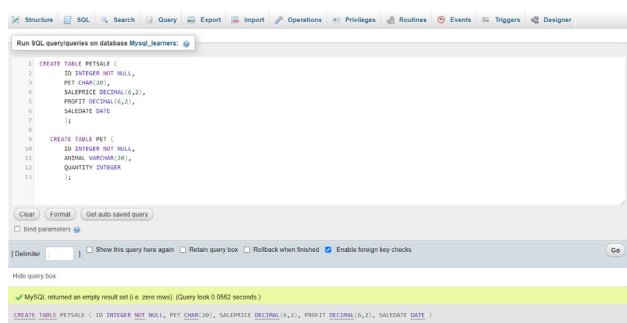 Structure SQL Search Query Export Import Operations Privileges Routines Events Triggers Designer
Run SQL query/queries on database Mysql_learners:
1 CREATE TABLE PETSALE (
2 ID INTEGER NOT NULL,
3 PET CHAR(20),
4 SALEPRICE DECIMAL(6,2),
5 PROFIT DECIMAL(6,2),
6 SALEDATE DATE
7 );
8
9 CREATE TABLE PET (
10 ID INTEGER NOT NULL,
11 ANIMAL VARCHAR(20),
12 QUANTITY INTEGER
13 );
Clear Format Get auto-saved query
Bind parameters
[ Delimiter ; ] Show this query here again Retain query box Rollback when finished Enable foreign key checks Go
Hide query box
MySQL returned an empty result set (i.e. zero rows). (Query took 0.0562 seconds.)
CREATE TABLE PETSALE ( ID INTEGER NOT NULL, PET CHAR(20), SALEPRICE DECIMAL(6,2), PROFIT DECIMAL(6,2), SALEDATE DATE )